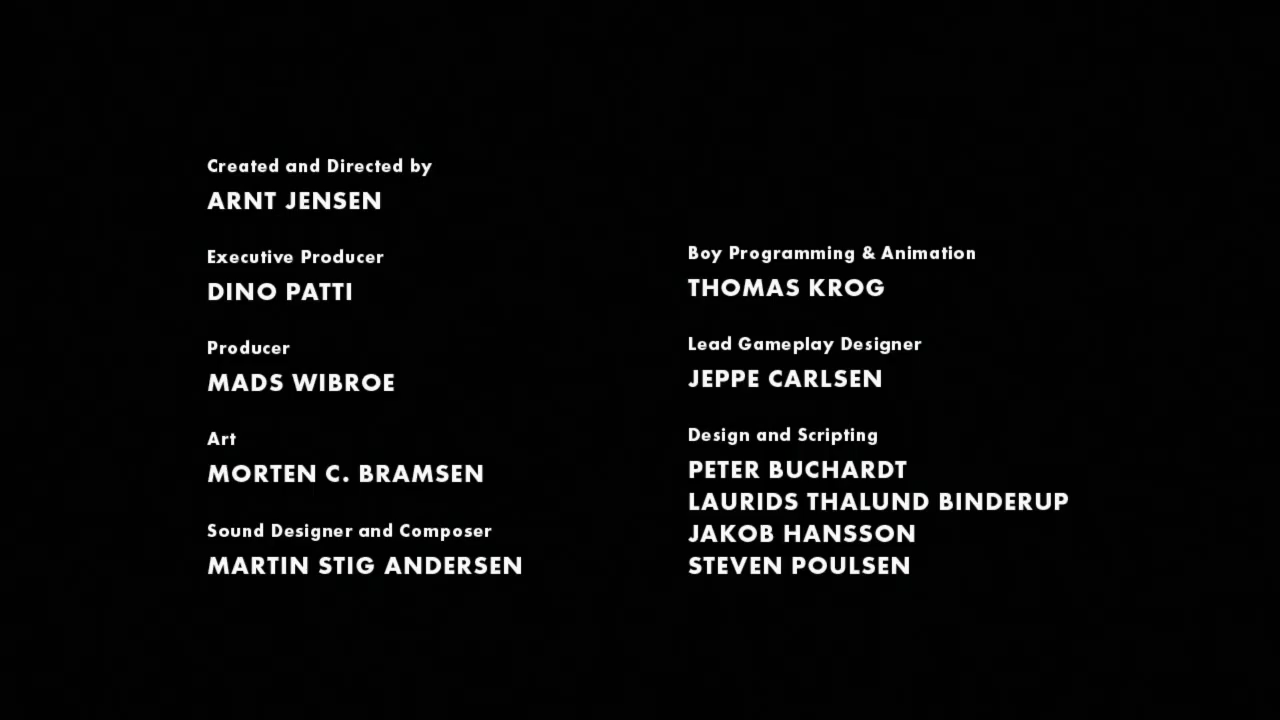 Created and Directed by
ARNT JENSEN
Executive Producer
DINO PATTI
Producer
MADS WIBROE
Art
MORTEN C. BRAMSEN
Sound Designer and Composer
MARTIN STIG ANDERSEN
Boy Programming & Animation
THOMAS KROG
Lead Gameplay Designer
JEPPE CARLSEN
Design and Scripting
PETER BUCHARDT
LAURIDS THALUND BINDERUP
JAKOB HANSSON
STEVEN POULSEN